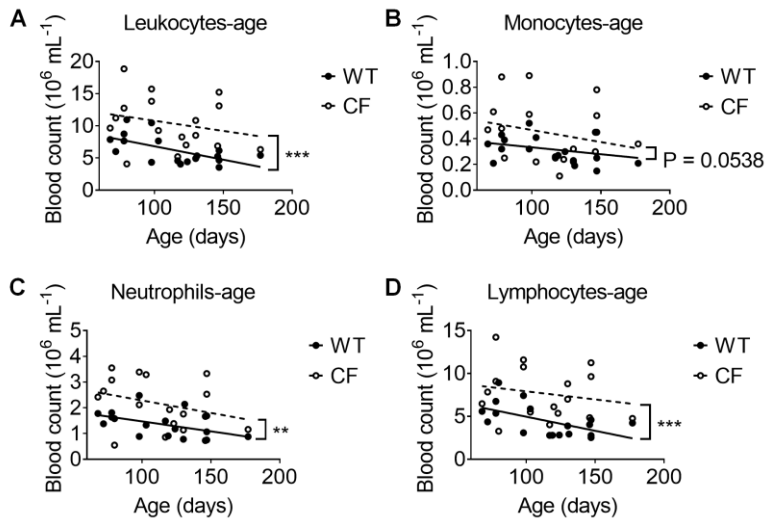 A
Leukocytes-age
Blood count (10⁶ mL⁻¹)
20
15
10
5
0
100
150
200
Age (days)
WT
CF
***
B
Monocytes-age
Blood count (10⁶ mL⁻¹)
1.0
0.8
0.6
0.4
0.2
0.0
100
150
200
Age (days)
WT
CF
P = 0.0538
C
Neutrophils-age
Blood count (10⁶ mL⁻¹)
5
4
3
2
1
0
100
150
200
Age (days)
WT
CF
**
D
Lymphocytes-age
Blood count (10⁶ mL⁻¹)
15
10
5
0
100
150
200
Age (days)
WT
CF
***